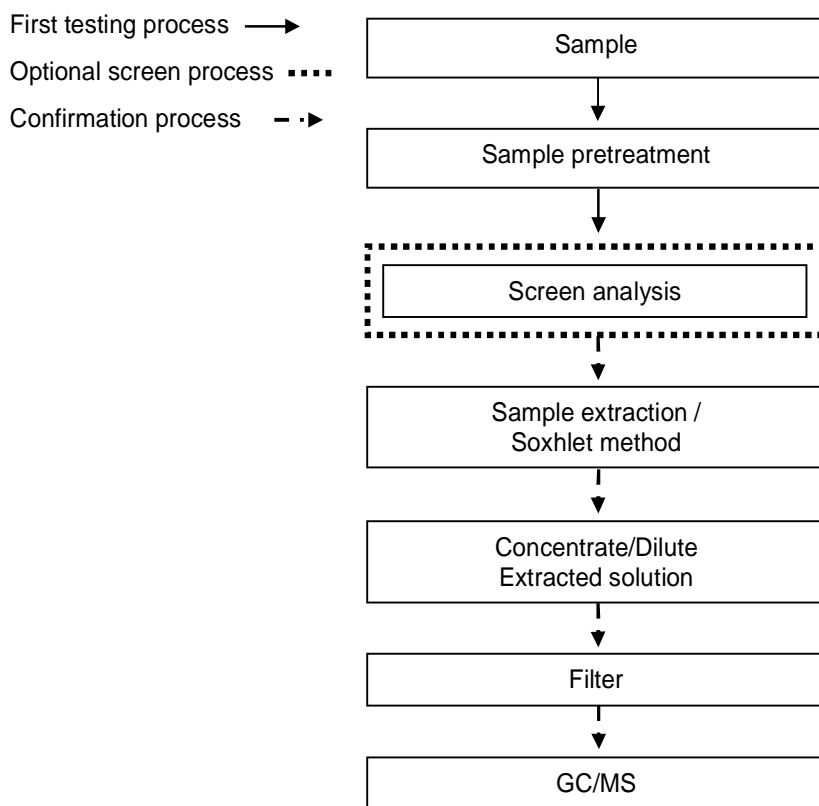 First testing process
Optional screen process
Confirmation process
Sample
Sample pretreatment
Screen analysis
Sample extraction /
Soxhlet method
Concentrate/Dilute
Extracted solution
Filter
GC/MS